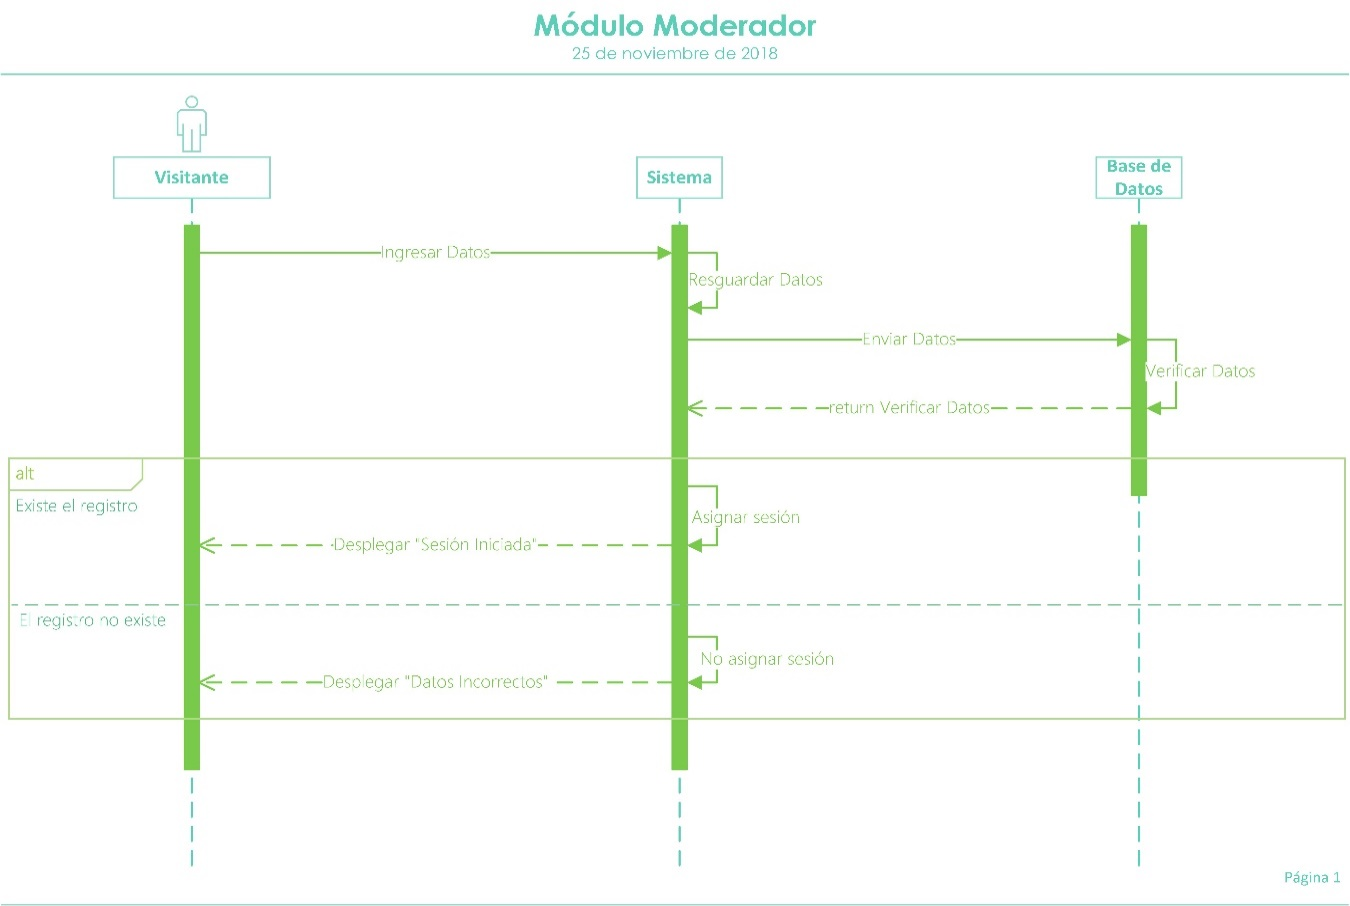 Módulo Moderador
25 de noviembre de 2018
Visitante
Sistema
Base de
Datos
Ingresar Datos
Resguardar Datos
Enviar Datos
Verificar Datos
return Verificar Datos
alt
Existe el registro
Asignar sesión
Desplegar "Sesión Iniciada"
El registro no existe
No asignar sesión
Desplegar "Datos Incorrectos"
Página 1